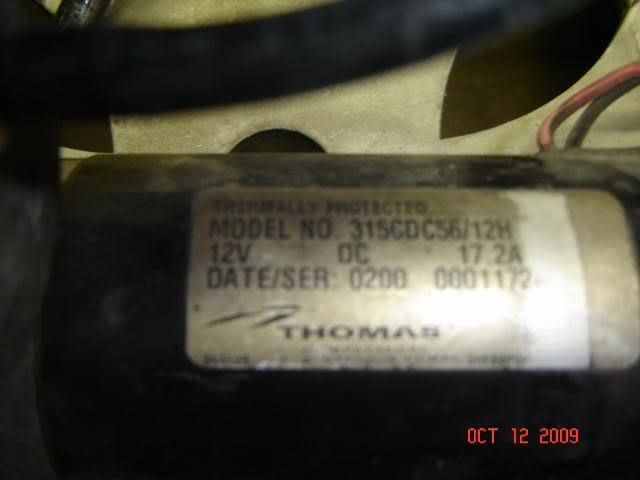 THERMALLY PROTECTED
MODEL NO. 315CDC56/12H
12V DC 17.2A
DATE/SER: 0200 0001172
THOMAS
OCT 12 2009